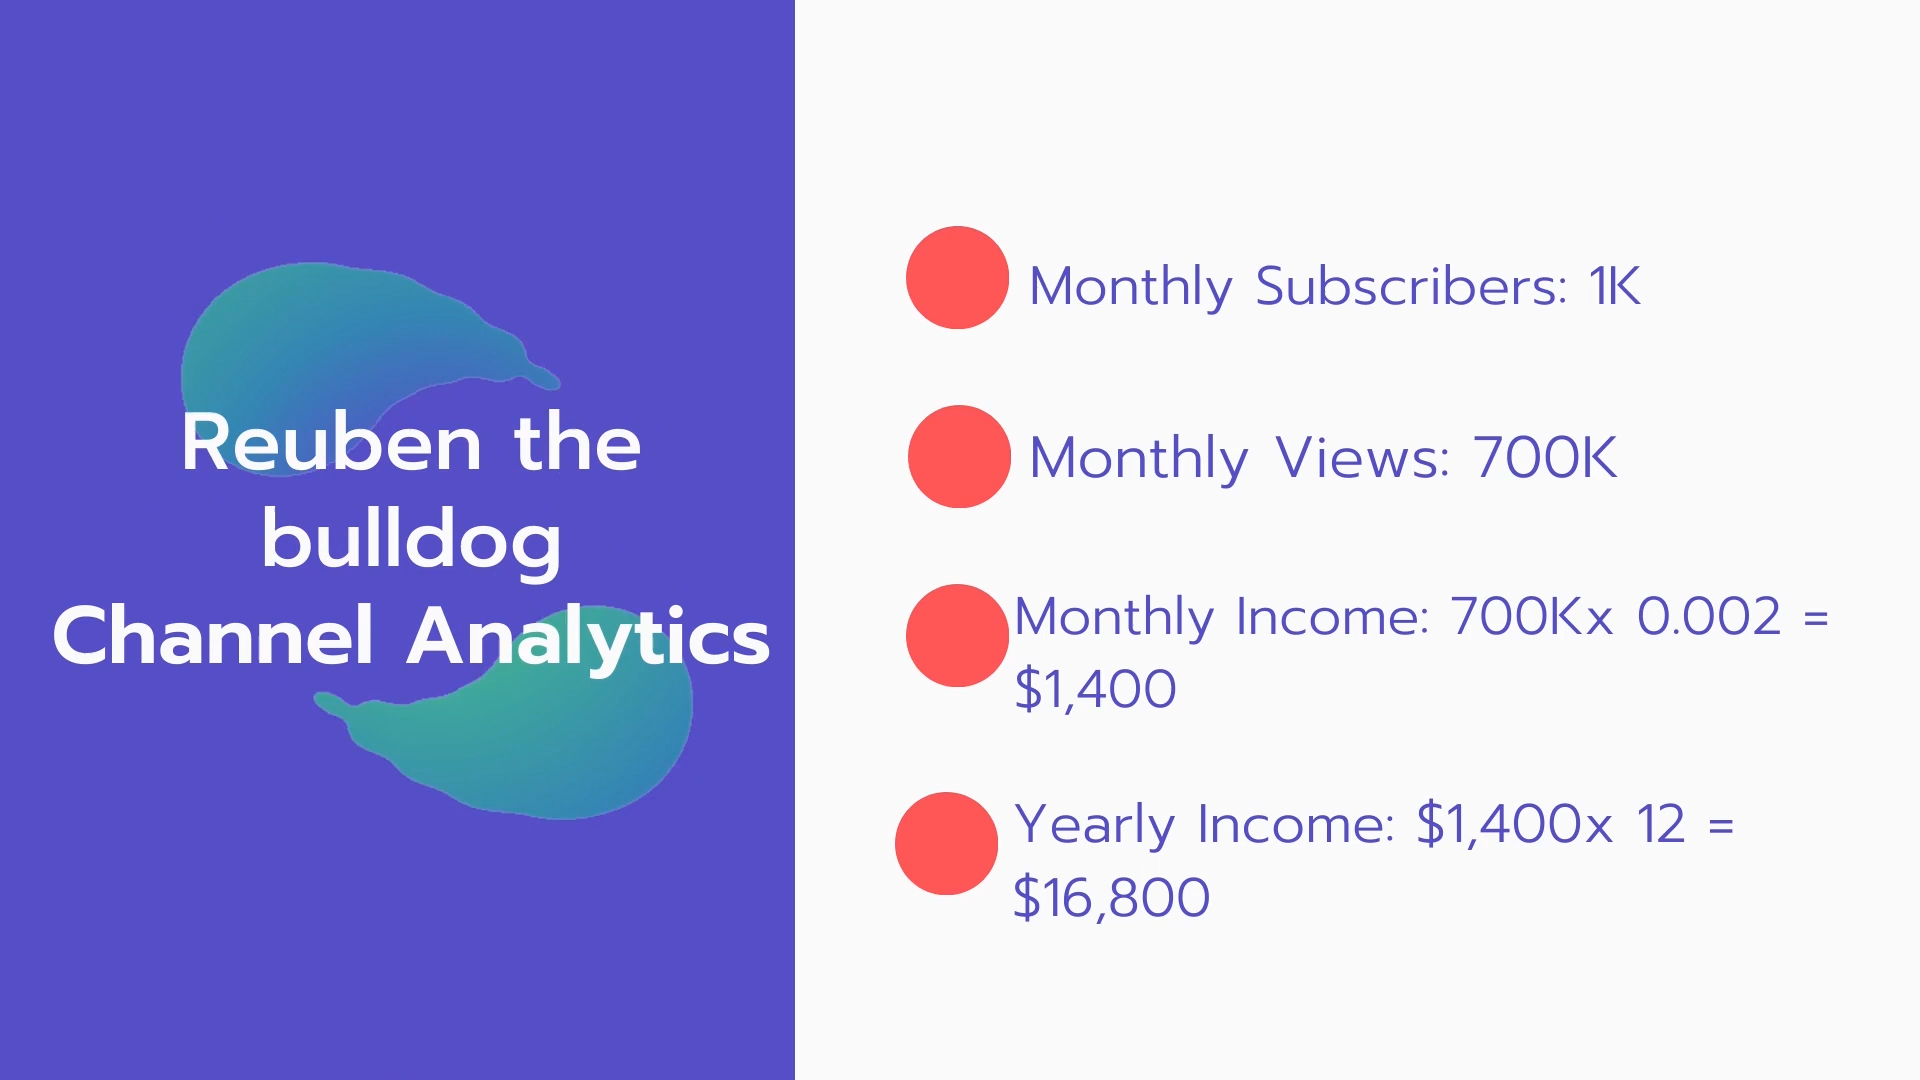 Reuben the
bulldog
Channel Analytics
Monthly Subscribers: 1K
Monthly Views: 700K
Monthly Income: 700Kx 0.002 =
$1,400
Yearly Income: $1,400x 12 =
$16,800